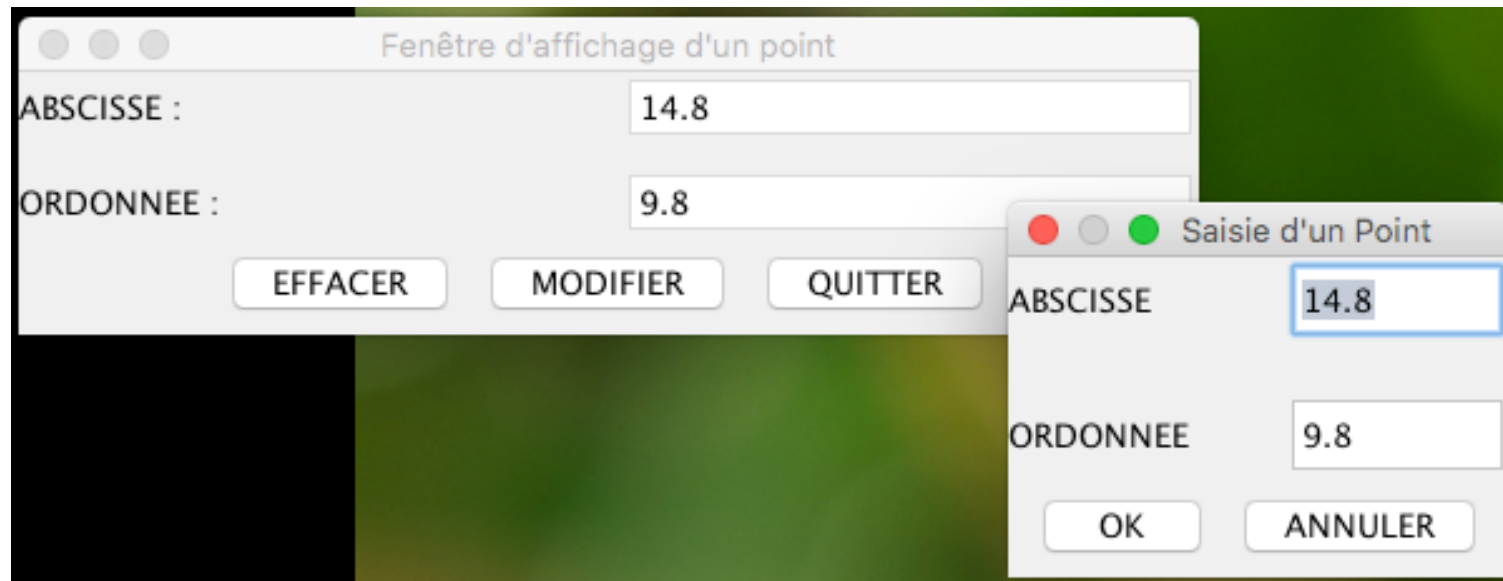 Fenêtre d'affichage d'un point
ABSCISSE : 14.8
ORDONNEE : 9.8
EFFACER MODIFIER QUITTER
Saisie d'un Point
ABSCISSE 14.8
ORDONNEE 9.8
OK ANNULER